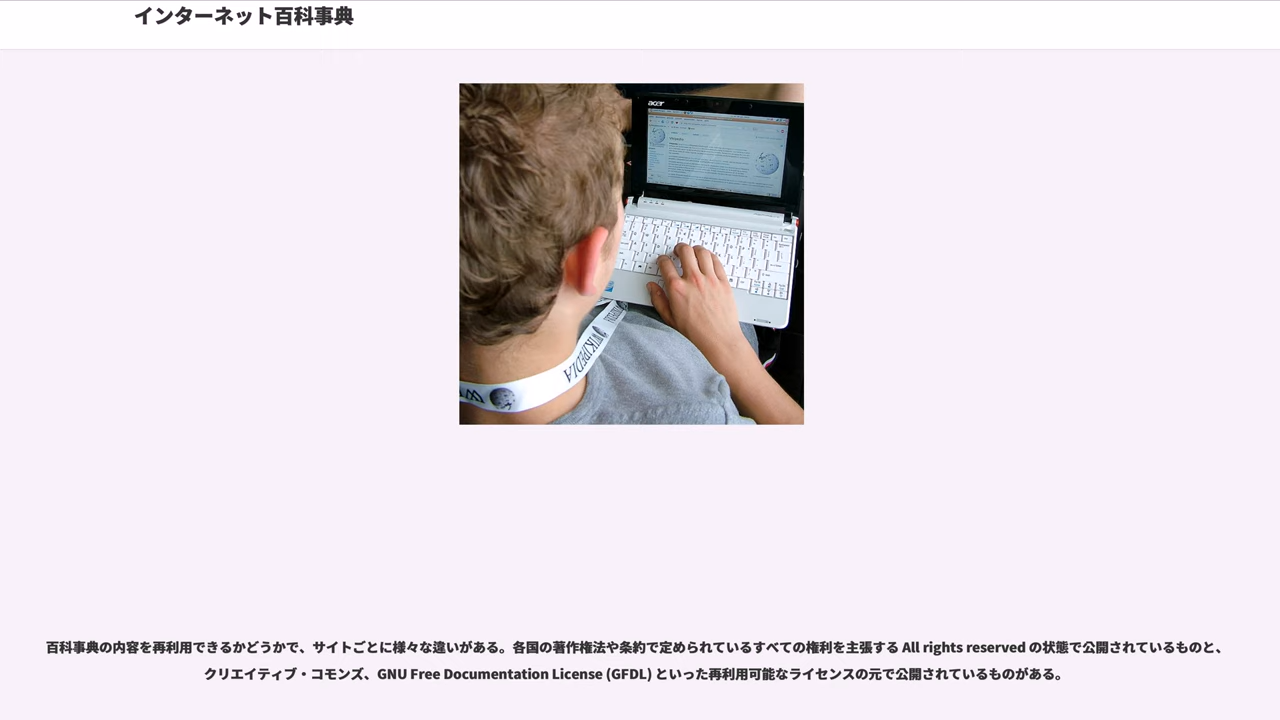 インターネット百科事典
acer
WIKIPEDIA
百科事典の内容を再利用できるかどうかで、サイトごとに様々な違いがある。各国の著作権法や条約で定められているすべての権利を主張する All rights reserved の状態で公開されているものと、
クリエイティブ・コモンズ、GNU Free Documentation License (GFDL) といった再利用可能なライセンスの元で公開されているものがある。